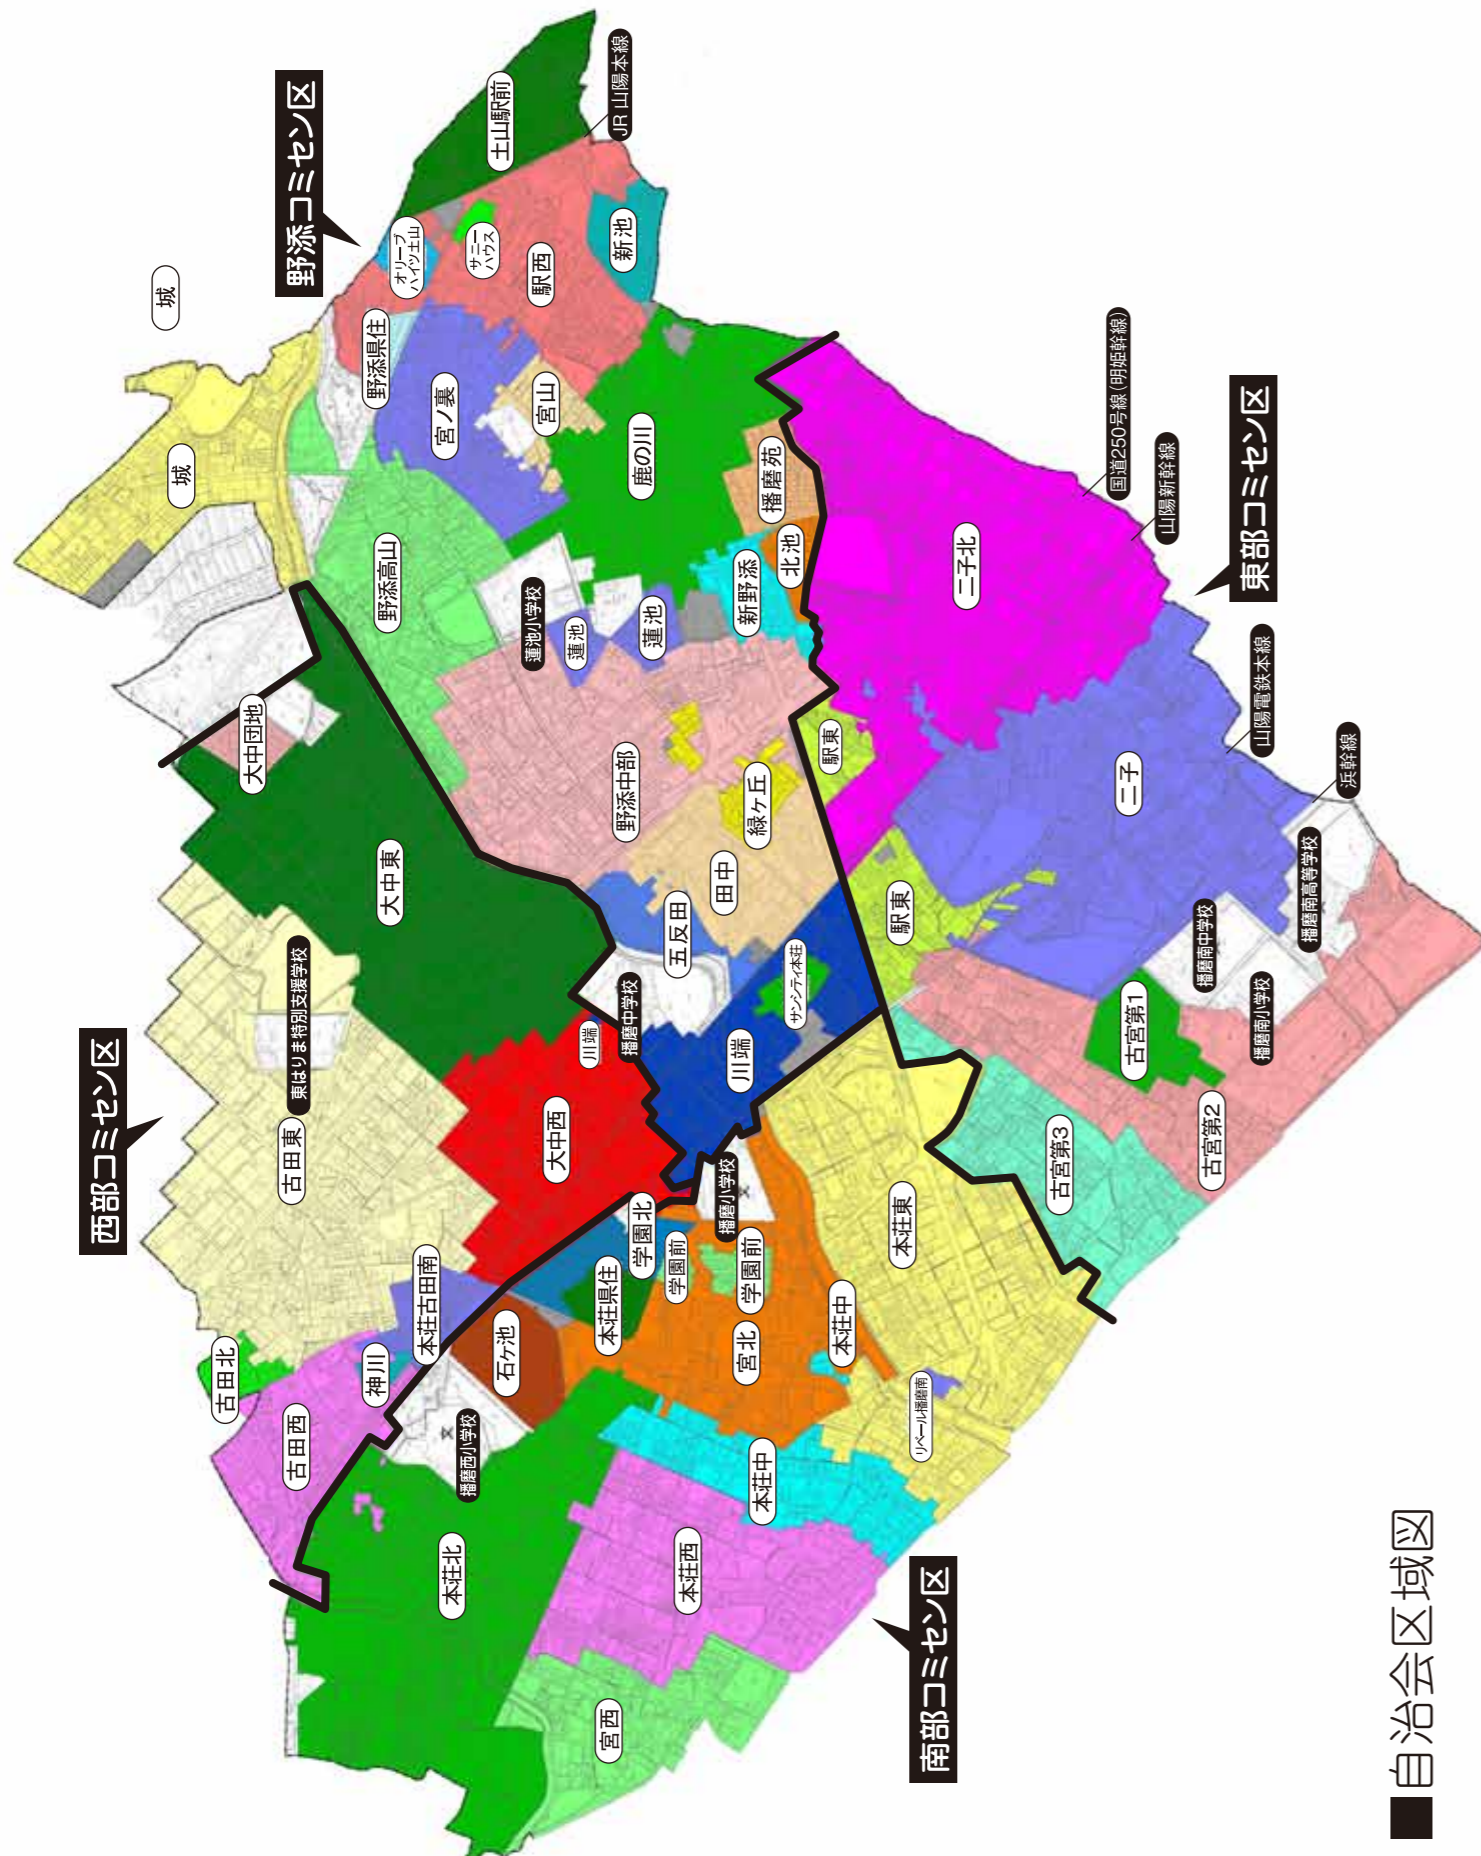 ■自治会区域図
西部コミセン区
野添コミセン区
南部コミセン区
東部コミセン区
古田北
古田西
古田東
東はりま特別支援学校
神川
本荘古田南
大中西
川端
大中東
大中団地
城
城
野添高山
野添県住
オリーブ
ハイツ土山
サニー
ハウス
土山駅前
JR 山陽本線
駅西
新池
宮ノ裏
宮山
鹿の川
蓮池小学校
蓮池
蓮池
新野添
北池
播磨苑
野添中部
緑ヶ丘
田中
五反田
播磨中学校
川端
サンシティ本荘
本荘北
播磨西小学校
石ヶ池
本荘県住
学園北
学園前
学園前
播磨小学校
宮北
本荘中
本荘中
本荘西
宮西
本荘東
リベール播磨南
駅東
駅東
二子北
二子
国道250号線(明姫幹線)
山陽新幹線
山陽電鉄本線
浜幹線
播磨南高等学校
播磨南中学校
播磨南小学校
古宮第1
古宮第2
古宮第3